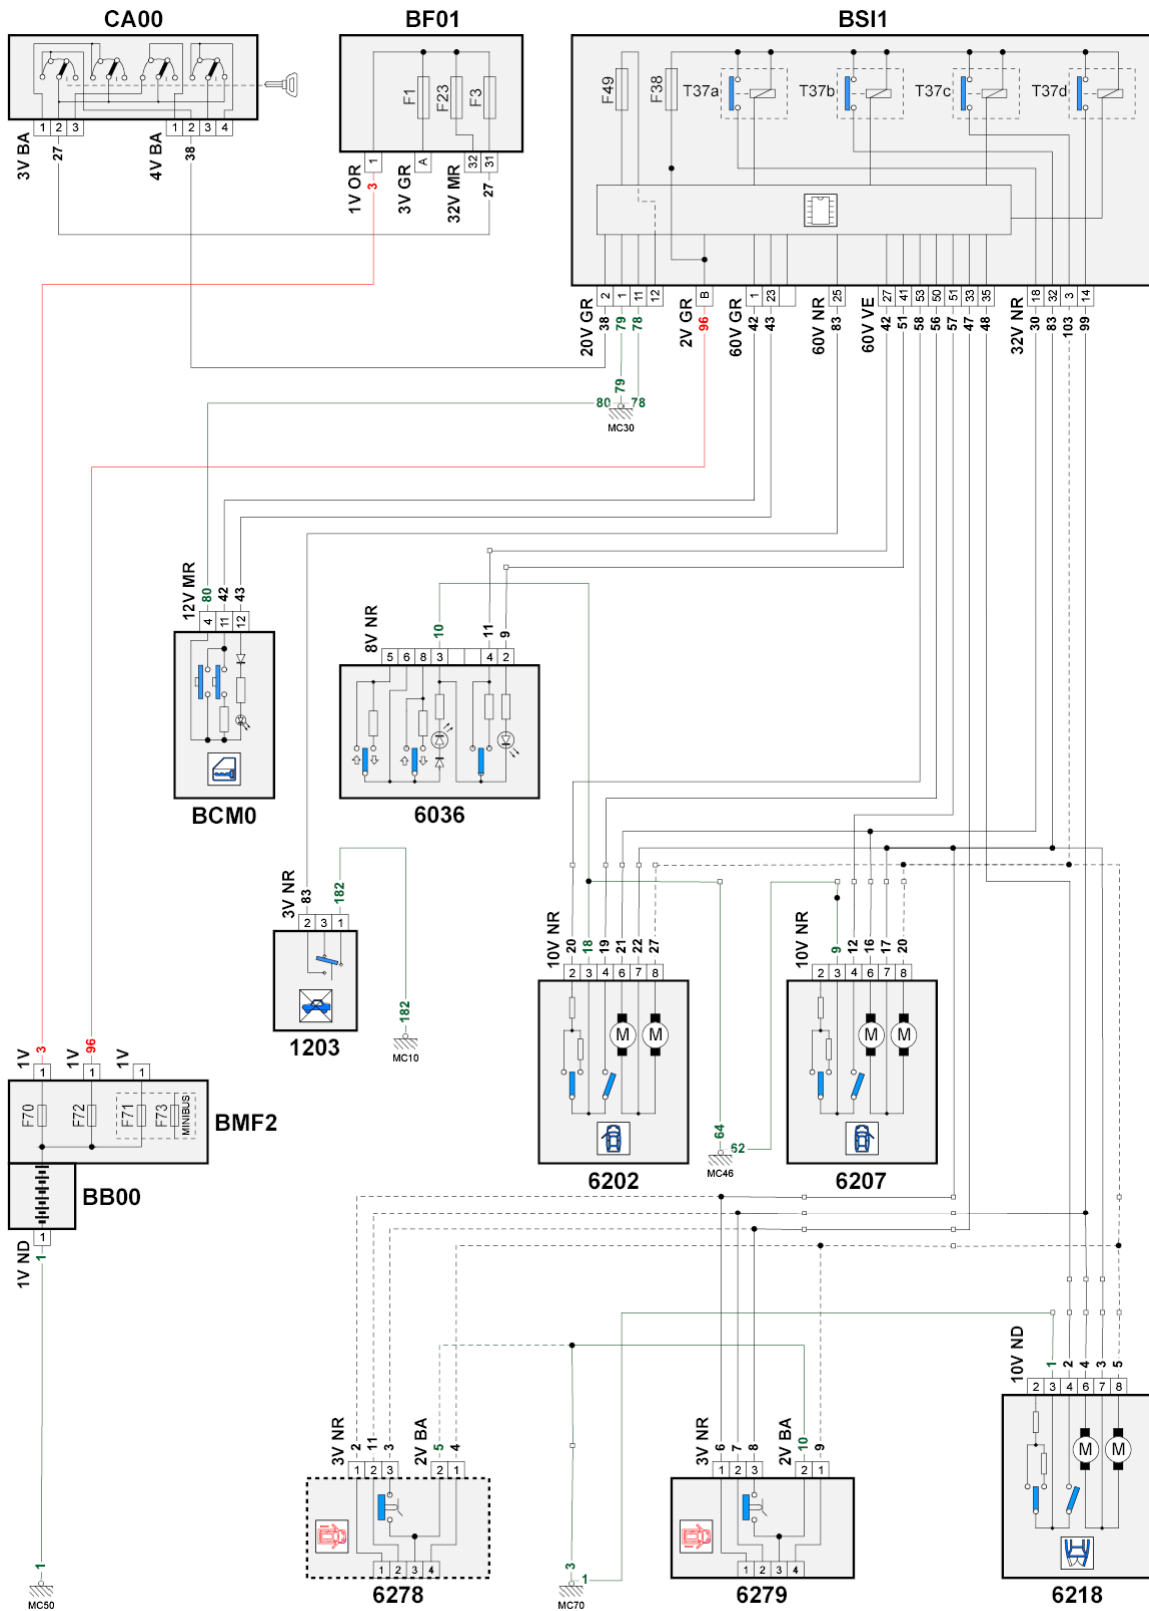 CA00 BF01 BSI1
F1 F23 F3 F49 F38 T37a T37b T37c T37d
1 2 3 1 2 3 4
3V BA 27 4V BA 38
1 A 32 31
1V OR 3 3V GR 32V MR 27
2 1 11 12 B 1 23 25 27 41 53 50 51 33 35 18 32 3 14
20V GR 38 79 78 2V GR 96 60V GR 42 43 60V NR 83 60V VE 42 51 58 56 57 47 48 32V NR 30 83 103 99
79
80 78
MC30
12V MR 80 42 43
4 11 12
8V NR 10 11 9
5 6 8 3 4 2
BCM0 6036
3V NR 83 182
2 3 1
10V NR 20 18 19 21 22 27
2 3 4 6 7 8
10V NR 9 12 16 17 20
2 3 4 6 7 8
M M M M
182
MC10
1203
1V 3 1V 96 1V
1 1 1
F70 F72 F71 F73 MINIBUS
BMF2
64
62
MC46
6202 6207
BB00
1
1V ND 1
10V ND 1 2 4 3 5
2 3 4 6 7 8
M M
3V NR 2 11 3 2V BA 5 4
1 2 3 2 1
3V NR 6 7 8 2V BA 10 9
1 2 3 2 1
1 2 3 4 1 2 3 4
1
MC50
3
1
MC70
6278 6279 6218